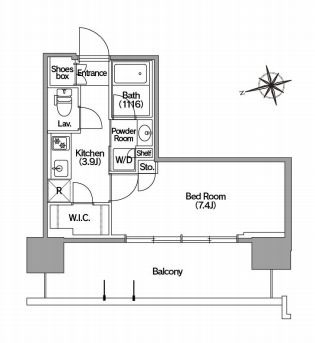 Shoes
box
Entrance
Bath
(1116)
Lav.
Powder
Room
Kitchen
(3.9J)
Shelf
W/D
Sto.
R
Bed Room
(7.4J)
W.I.C.
Balcony
N